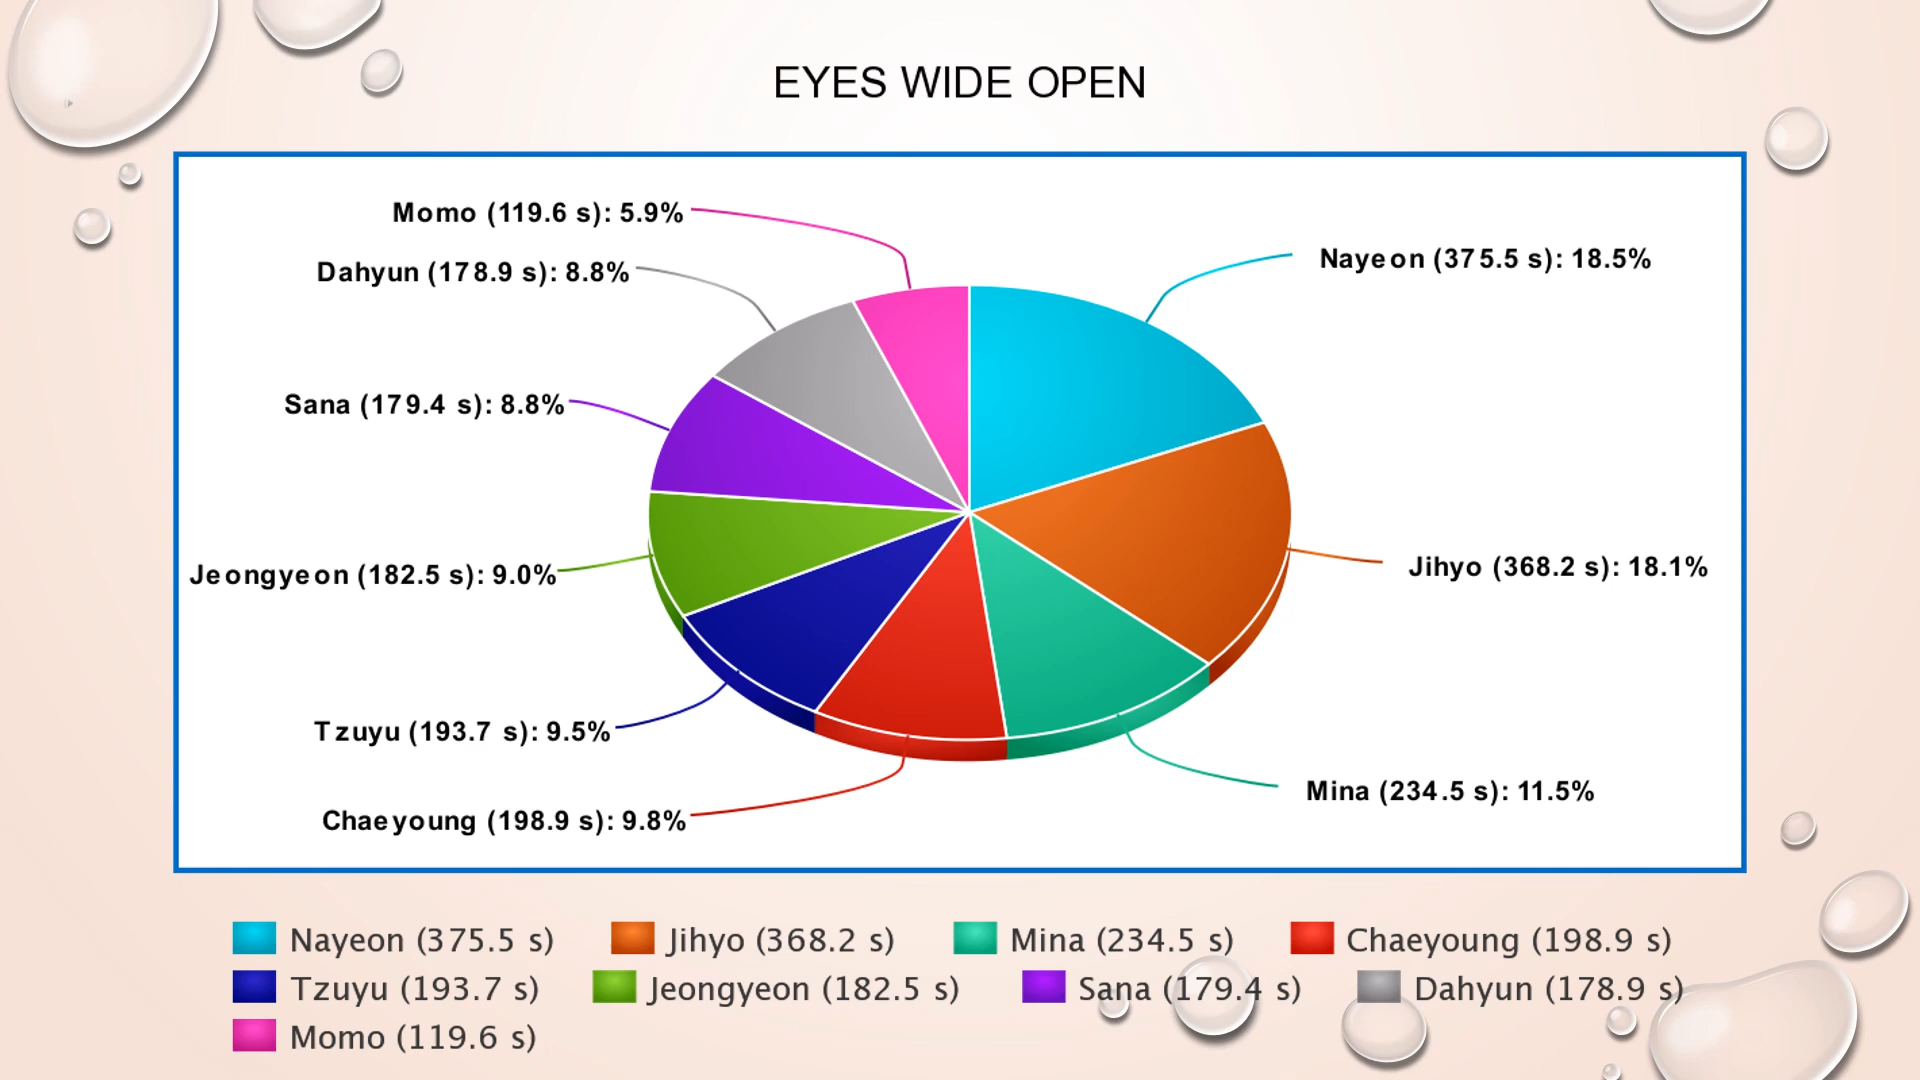 EYES WIDE OPEN
Momo (119.6 s): 5.9%
Dahyun (178.9 s): 8.8%
Nayeon (375.5 s): 18.5%
Sana (179.4 s): 8.8%
Jeongyeon (182.5 s): 9.0%
Jihyo (368.2 s): 18.1%
Tzuyu (193.7 s): 9.5%
Mina (234.5 s): 11.5%
Chaeyoung (198.9 s): 9.8%
Nayeon (375.5 s) Jihyo (368.2 s) Mina (234.5 s) Chaeyoung (198.9 s)
Tzuyu (193.7 s) Jeongyeon (182.5 s) Sana (179.4 s) Dahyun (178.9 s)
Momo (119.6 s)